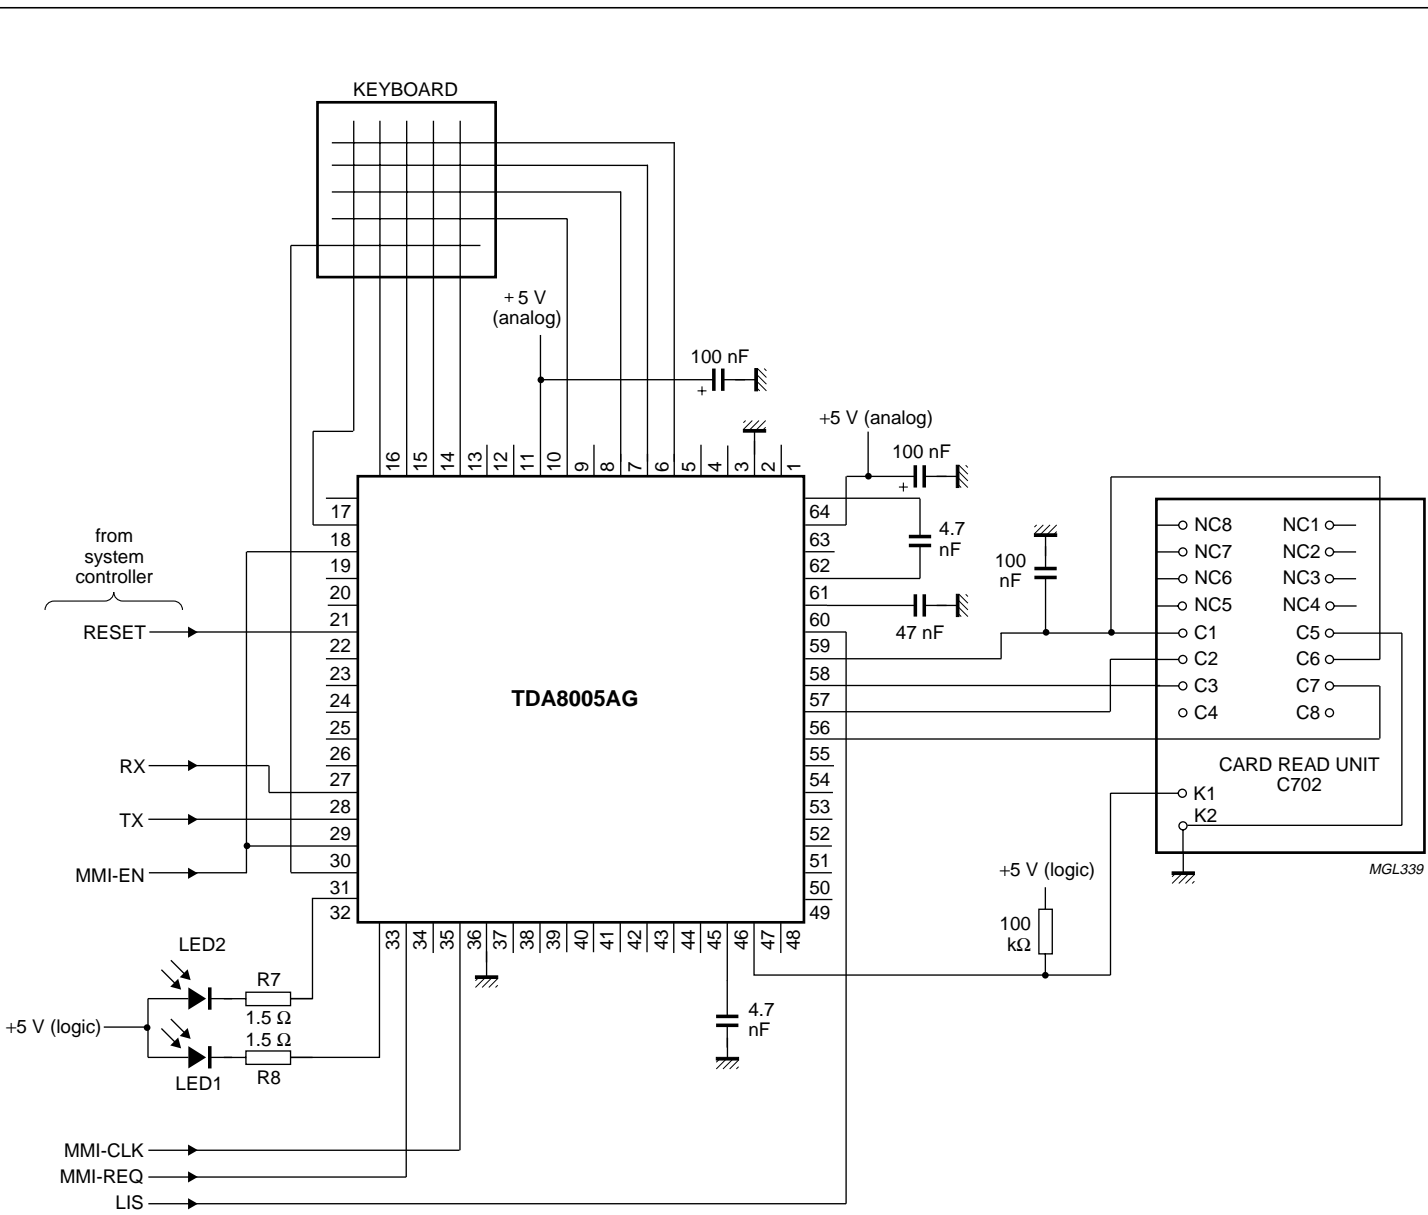 KEYBOARD
+ 5 V
(analog)
100 nF
+
+5 V (analog)
100 nF
+
16
15
14
13
12
11
10
9
8
7
6
5
4
3
2
1
17
18
19
20
21
22
23
24
25
26
27
28
29
30
31
32
64
63
62
61
60
59
58
57
56
55
54
53
52
51
50
49
33
34
35
36
37
38
39
40
41
42
43
44
45
46
47
48
TDA8005AG
from
system
controller
RESET
RX
TX
MMI-EN
4.7
nF
47 nF
100
nF
NC8 NC1
NC7 NC2
NC6 NC3
NC5 NC4
C1 C5
C2 C6
C3 C7
C4 C8
CARD READ UNIT
C702
K1
K2
MGL339
+5 V (logic)
100
kΩ
LED2
R7
1.5 Ω
+5 V (logic)
1.5 Ω
LED1
R8
4.7
nF
MMI-CLK
MMI-REQ
LIS